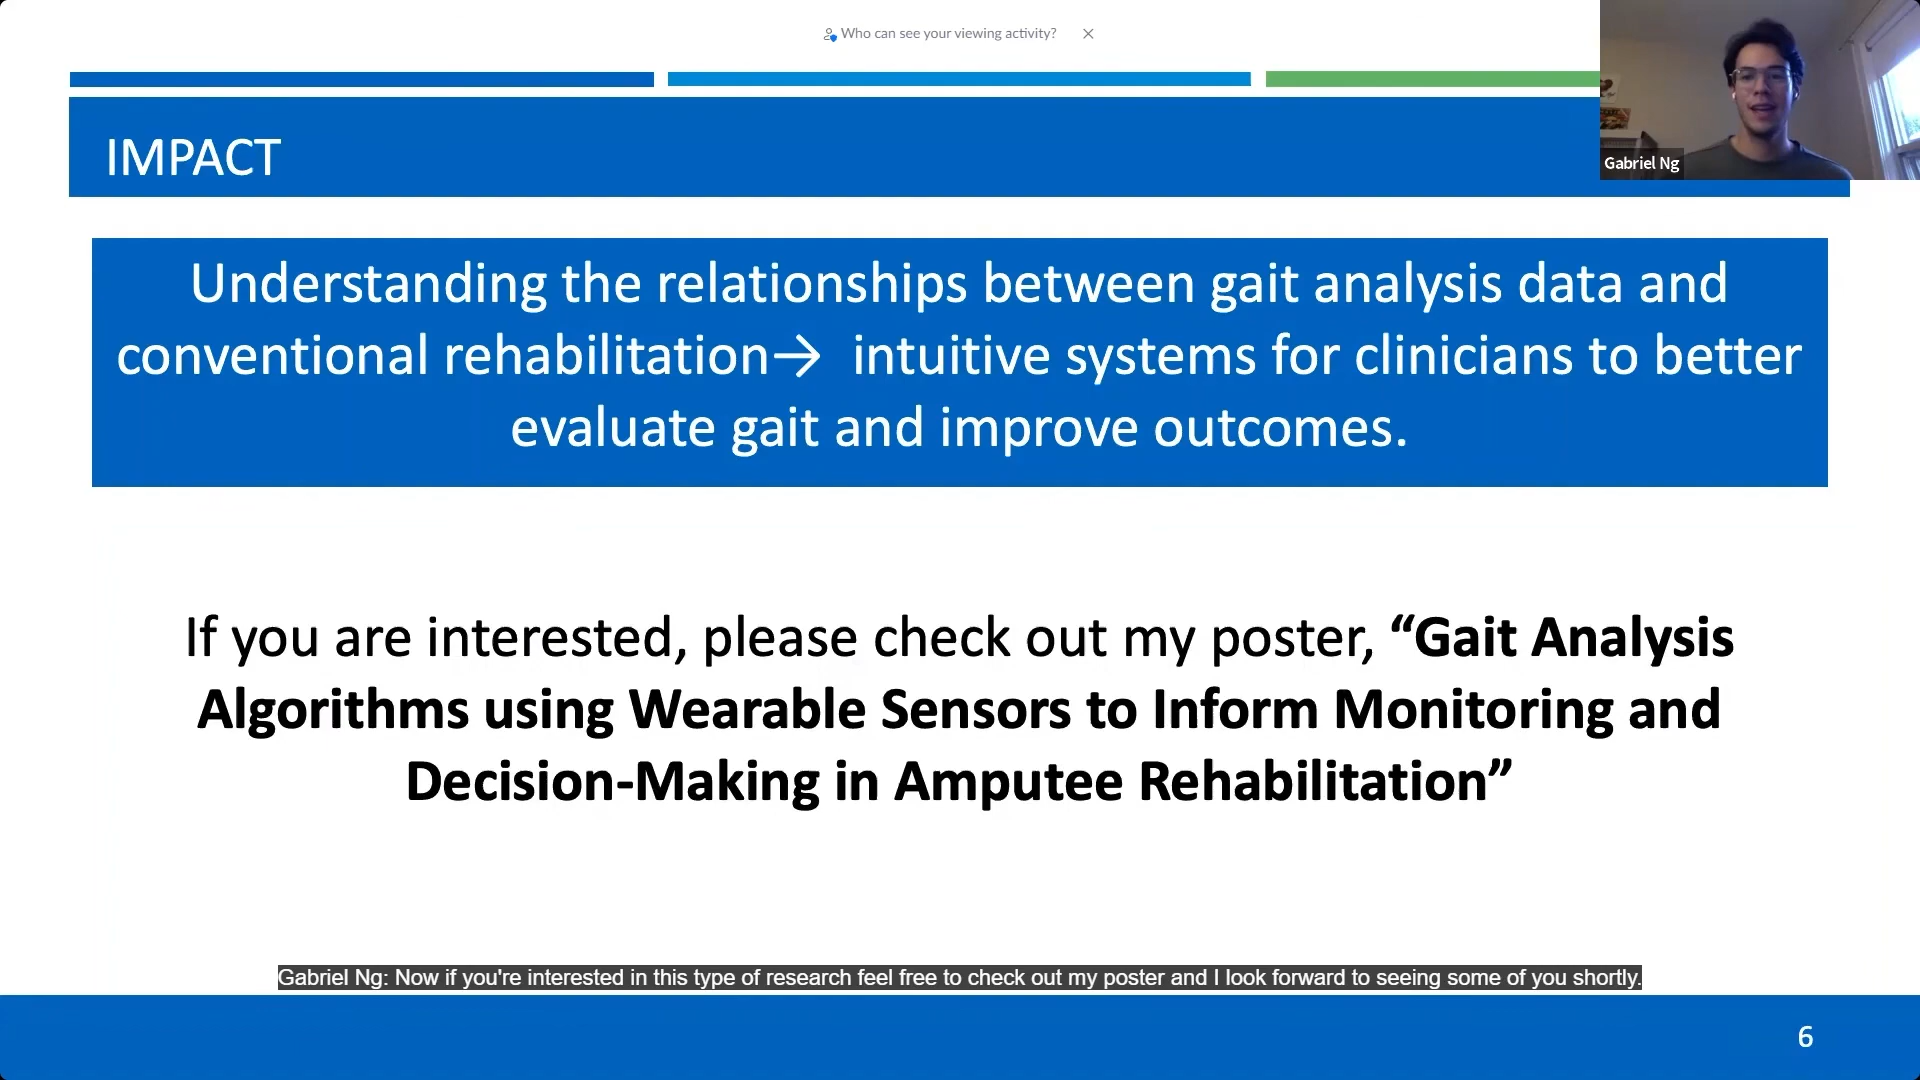 Who can see your viewing activity?
IMPACT
Gabriel Ng
Understanding the relationships between gait analysis data and
conventional rehabilitation→ intuitive systems for clinicians to better
evaluate gait and improve outcomes.
If you are interested, please check out my poster, “Gait Analysis
Algorithms using Wearable Sensors to Inform Monitoring and
Decision-Making in Amputee Rehabilitation”
Gabriel Ng: Now if you're interested in this type of research feel free to check out my poster and I look forward to seeing some of you shortly.
6